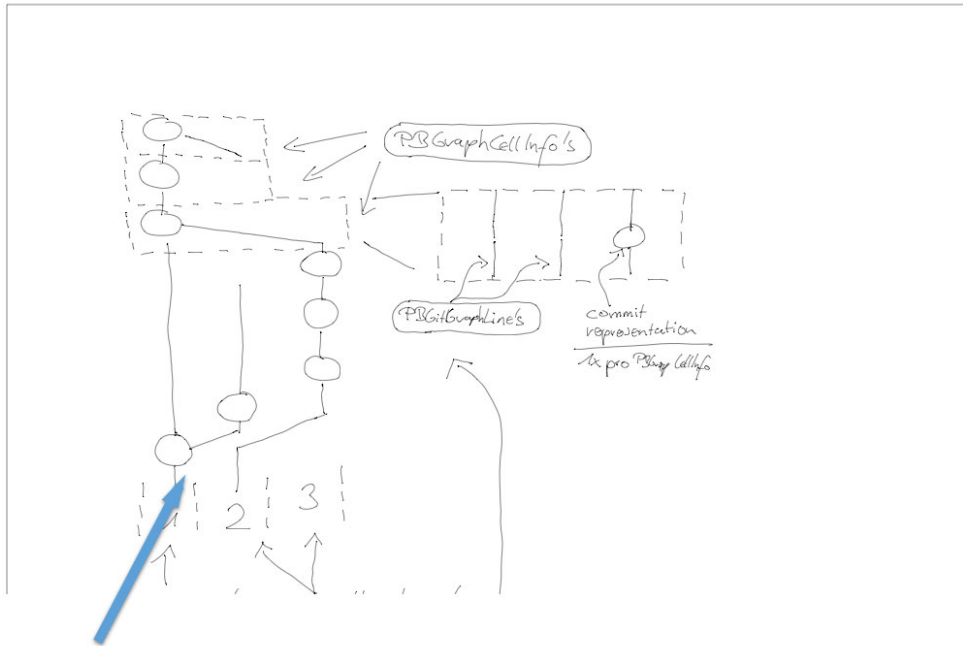 PBGraphCellInfo's
PBGitGraphLine's
commit
representation
1x pro PBGraphCellInfo
2
3